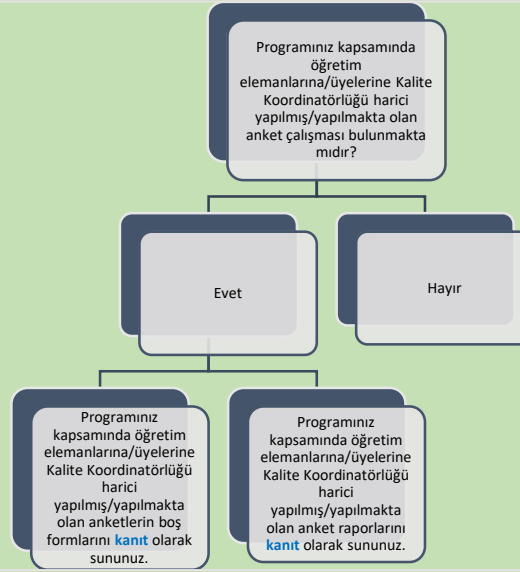 Programınız kapsamında
öğretim
elemanlarına/üyelerine Kalite
Koordinatörlüğü harici
yapılmış/yapılmakta olan
anket çalışması bulunmakta
mıdır?
Evet
Hayır
Programınız
kapsamında öğretim
elemanlarına/üyelerine
Kalite Koordinatörlüğü
harici
yapılmış/yapılmakta
olan anketlerin boş
formlarını kanıt olarak
sununuz.
Programınız
kapsamında öğretim
elemanlarına/üyelerine
Kalite Koordinatörlüğü
harici
yapılmış/yapılmakta
olan anket raporlarını
kanıt olarak sununuz.